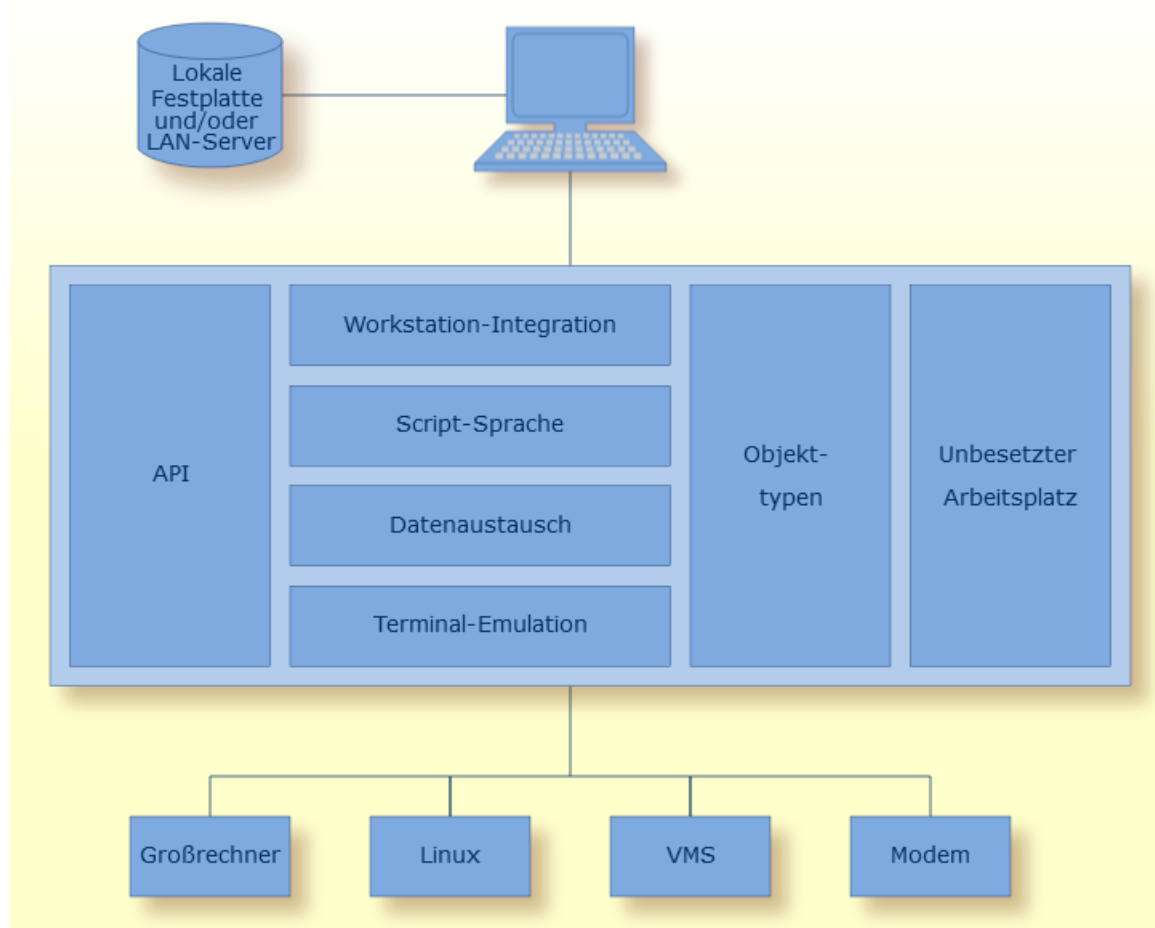 Lokale
Festplatte
und/oder
LAN-Server
API
Workstation-Integration
Script-Sprache
Datenaustausch
Terminal-Emulation
Objekt-
typen
Unbesetzter
Arbeitsplatz
Großrechner
Linux
VMS
Modem